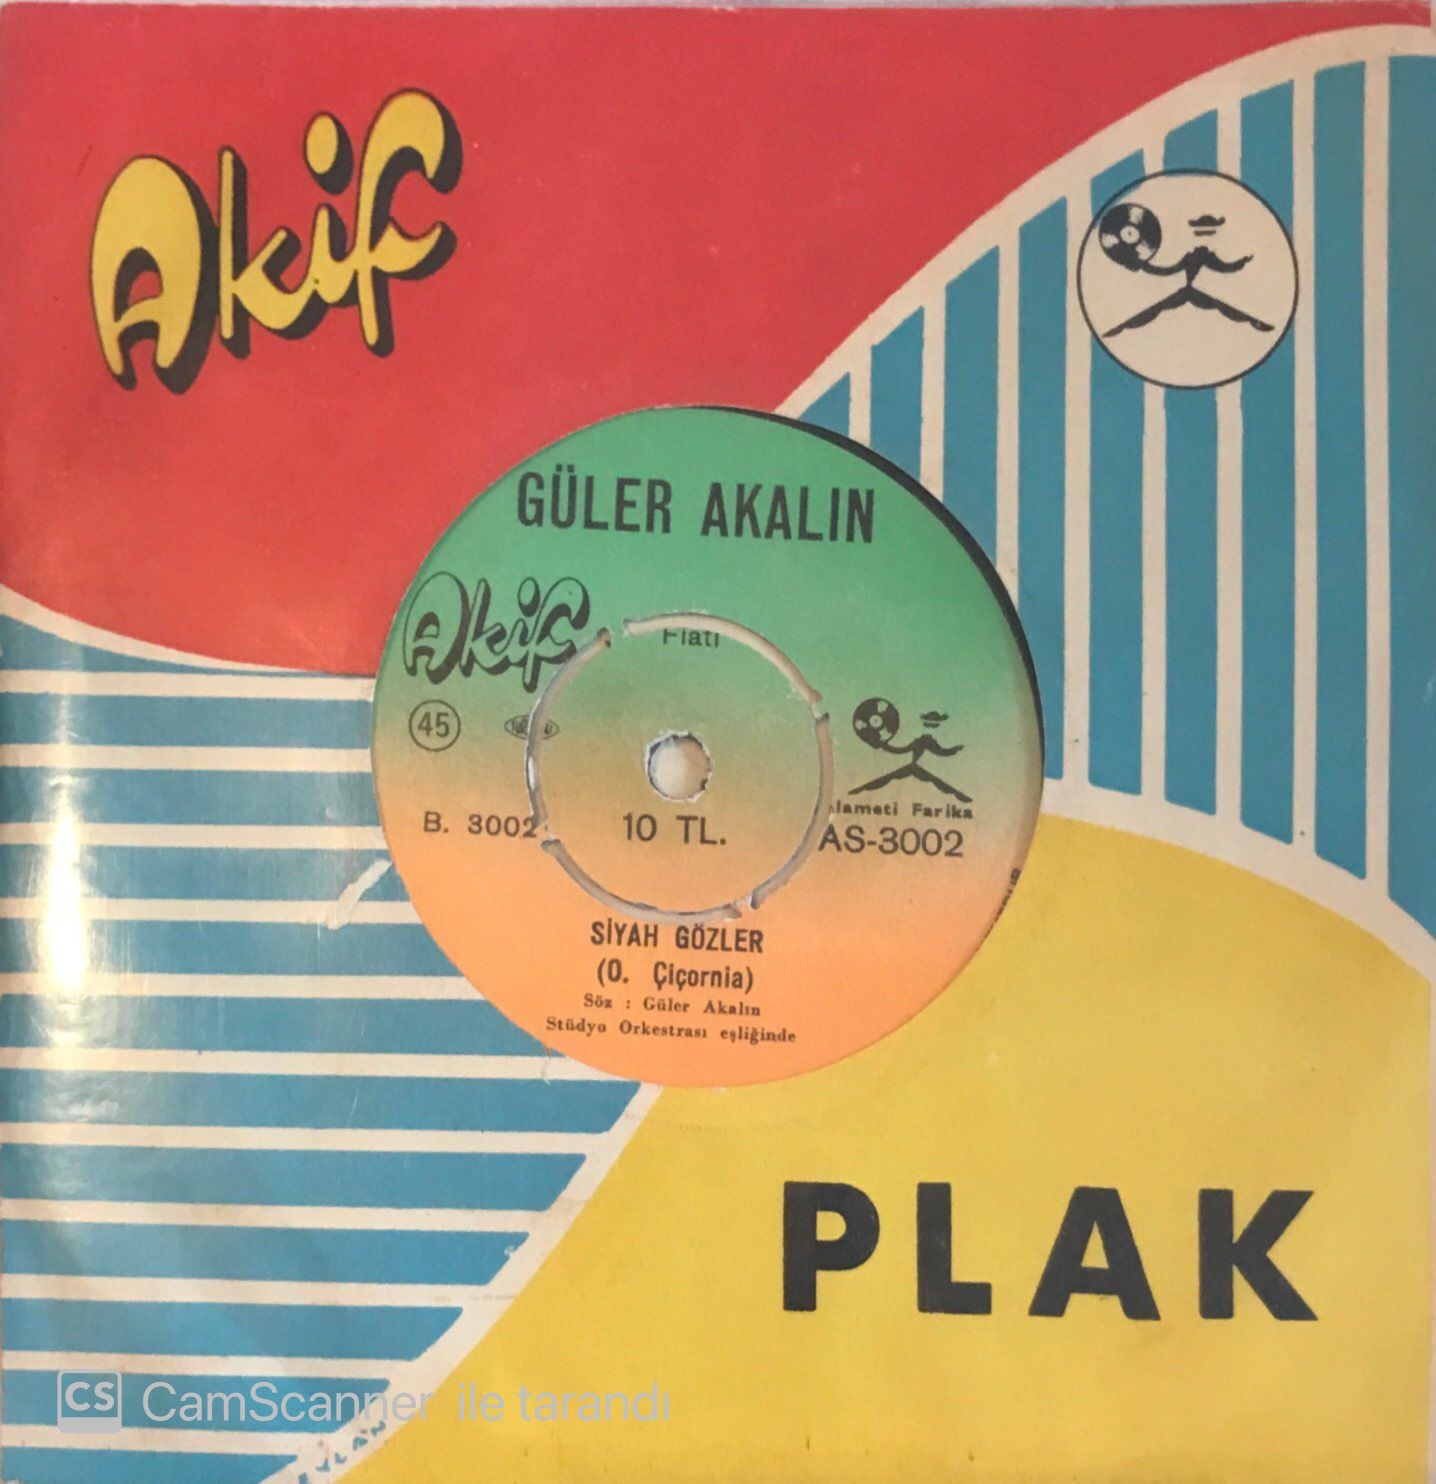 Akif
GÜLER AKALIN
Akif
Fiatı
45
B. 3002
10 TL.
Alameti Farika
AS-3002
SİYAH GÖZLER
(O. Çiçornia)
Söz : Güler Akalın
Stüdyo Orkestrası eşliğinde
PLAK
CS CamScanner ile tarandı